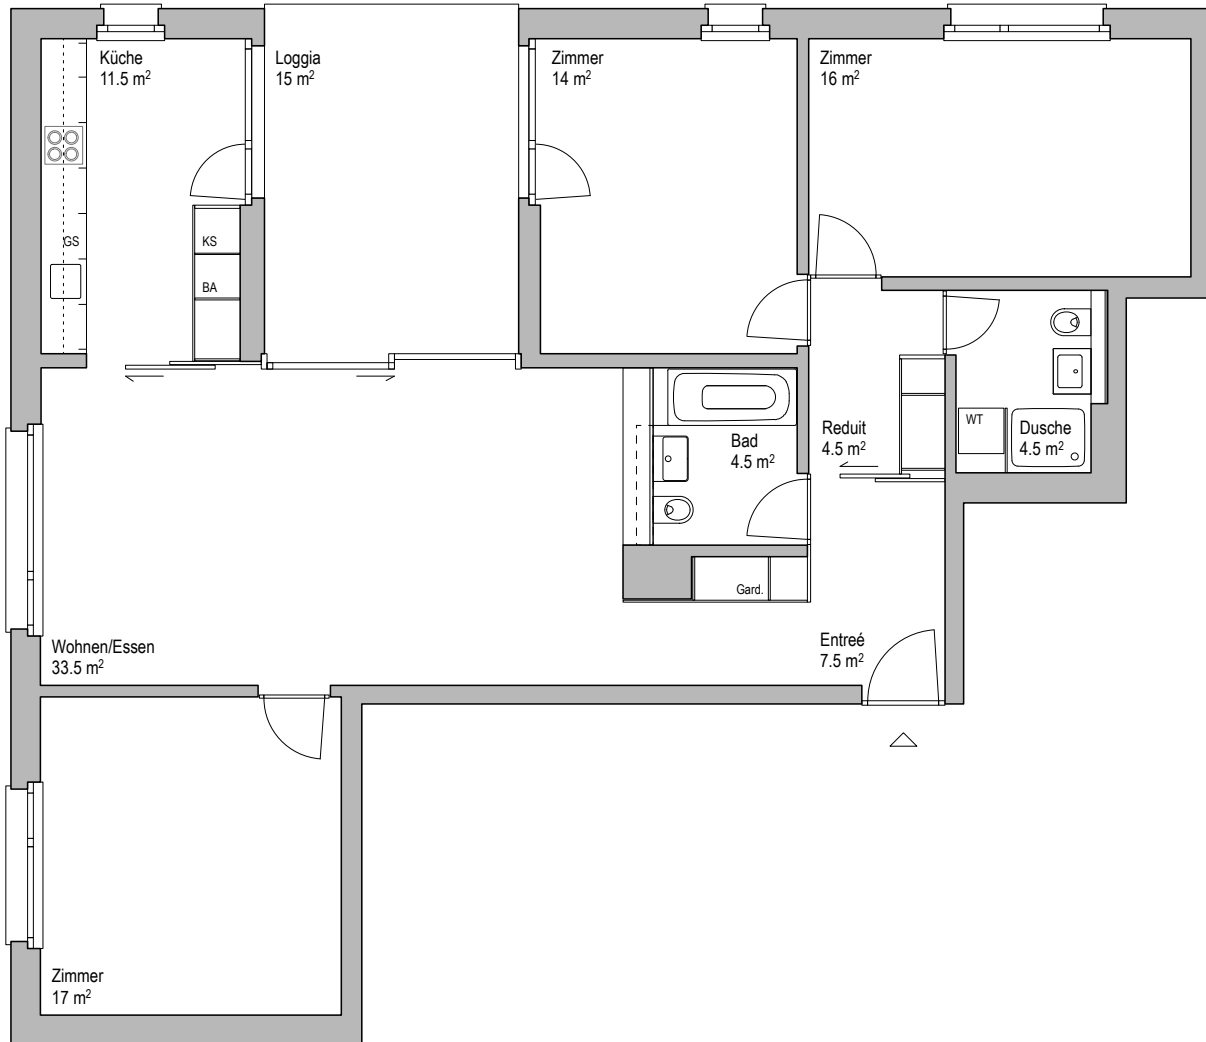 Küche
11.5 m²
Loggia
15 m²
Zimmer
14 m²
Zimmer
16 m²
GS
KS
BA
Bad
4.5 m²
Reduit
4.5 m²
WT
Dusche
4.5 m²
Gard.
Wohnen/Essen
33.5 m²
Entreé
7.5 m²
Zimmer
17 m²